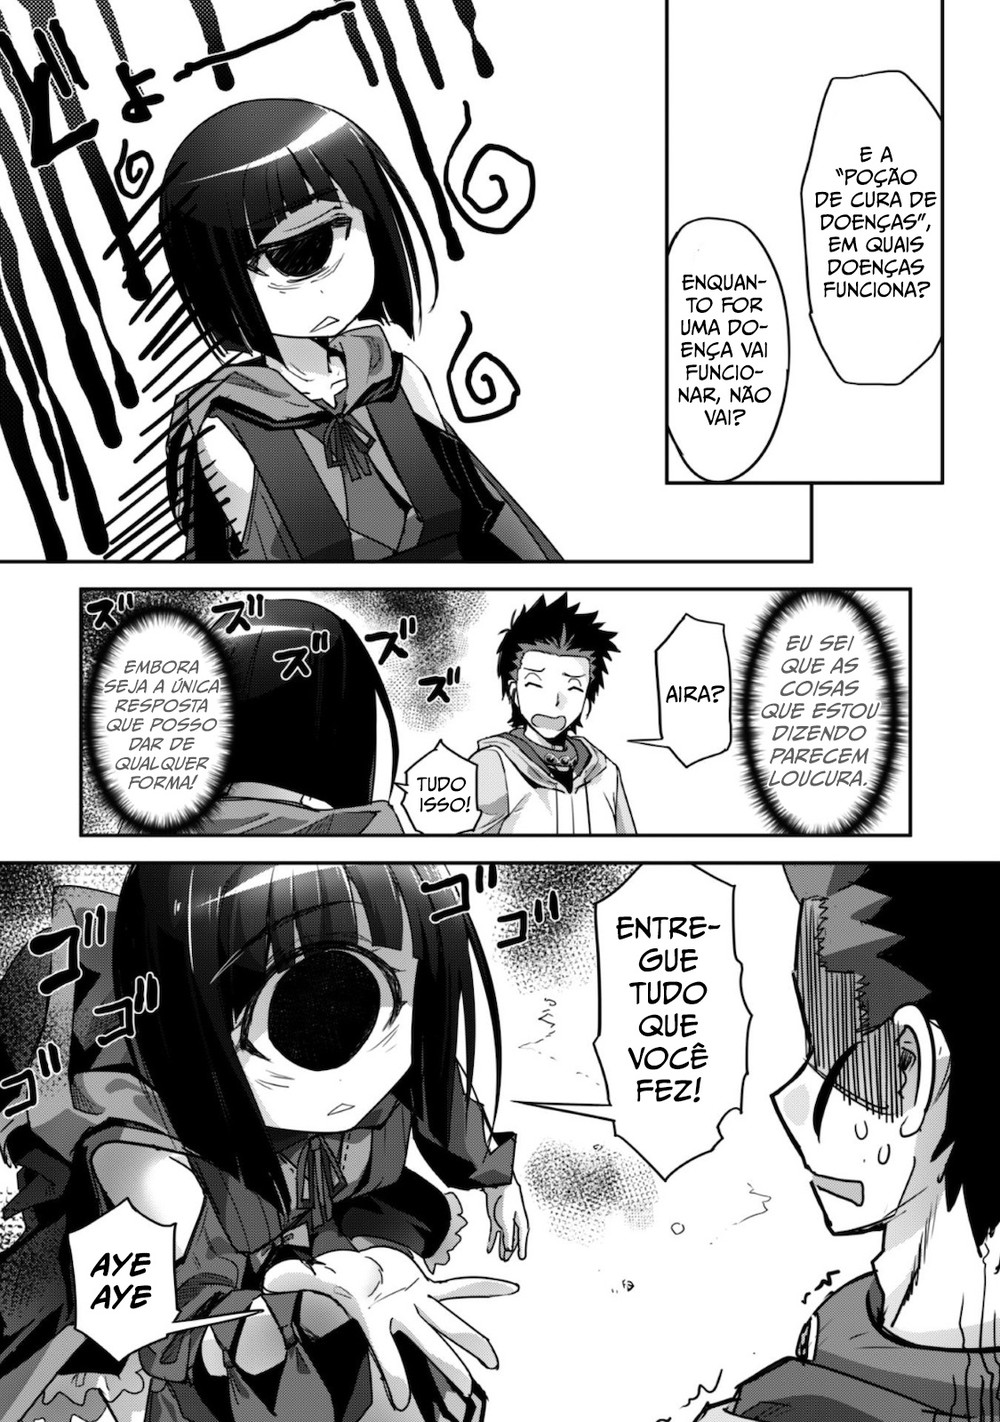 E A
“POÇÃO
DE CURA DE
DOENÇAS”,
EM QUAIS
DOENÇAS
FUNCIONA?
ENQUAN-
TO FOR
UMA DO-
ENÇA VAI
FUNCIO-
NAR, NÃO
VAI?
どよー
EU SEI
QUE AS
COISAS
QUE ESTOU
DIZENDO
PARECEM
LOUCURA.
AIRA?
TUDO
ISSO!
EMBORA
SEJA A ÚNICA
RESPOSTA
QUE POSSO
DAR DE
QUALQUER
FORMA!
ズ
ズ
ズ
ズ
ズ
ENTRE-
GUE
TUDO
QUE
VOCÊ
FEZ!
ゴ
ゴ
ゴ
ゴ
ゴ
AYE
AYE